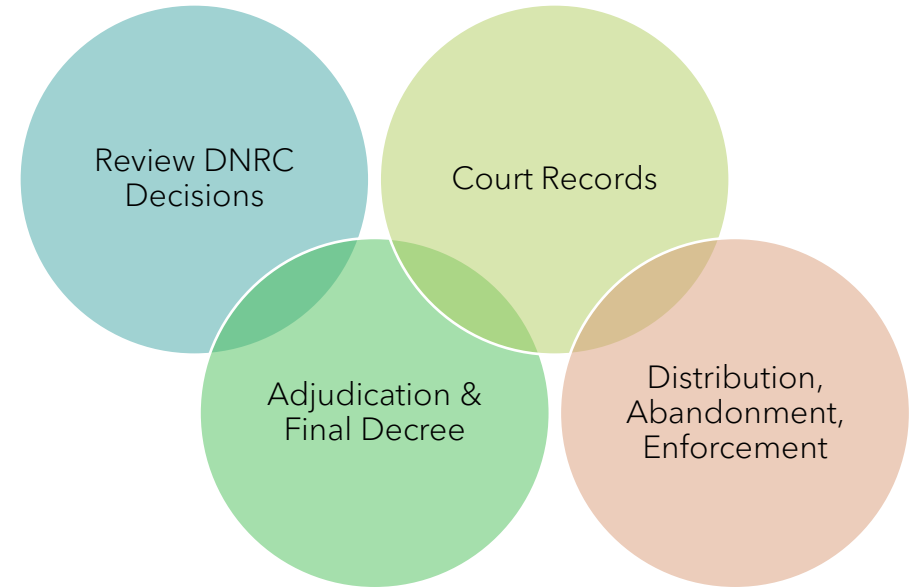 Review DNRC
Decisions
Court Records
Adjudication &
Final Decree
Distribution,
Abandonment,
Enforcement